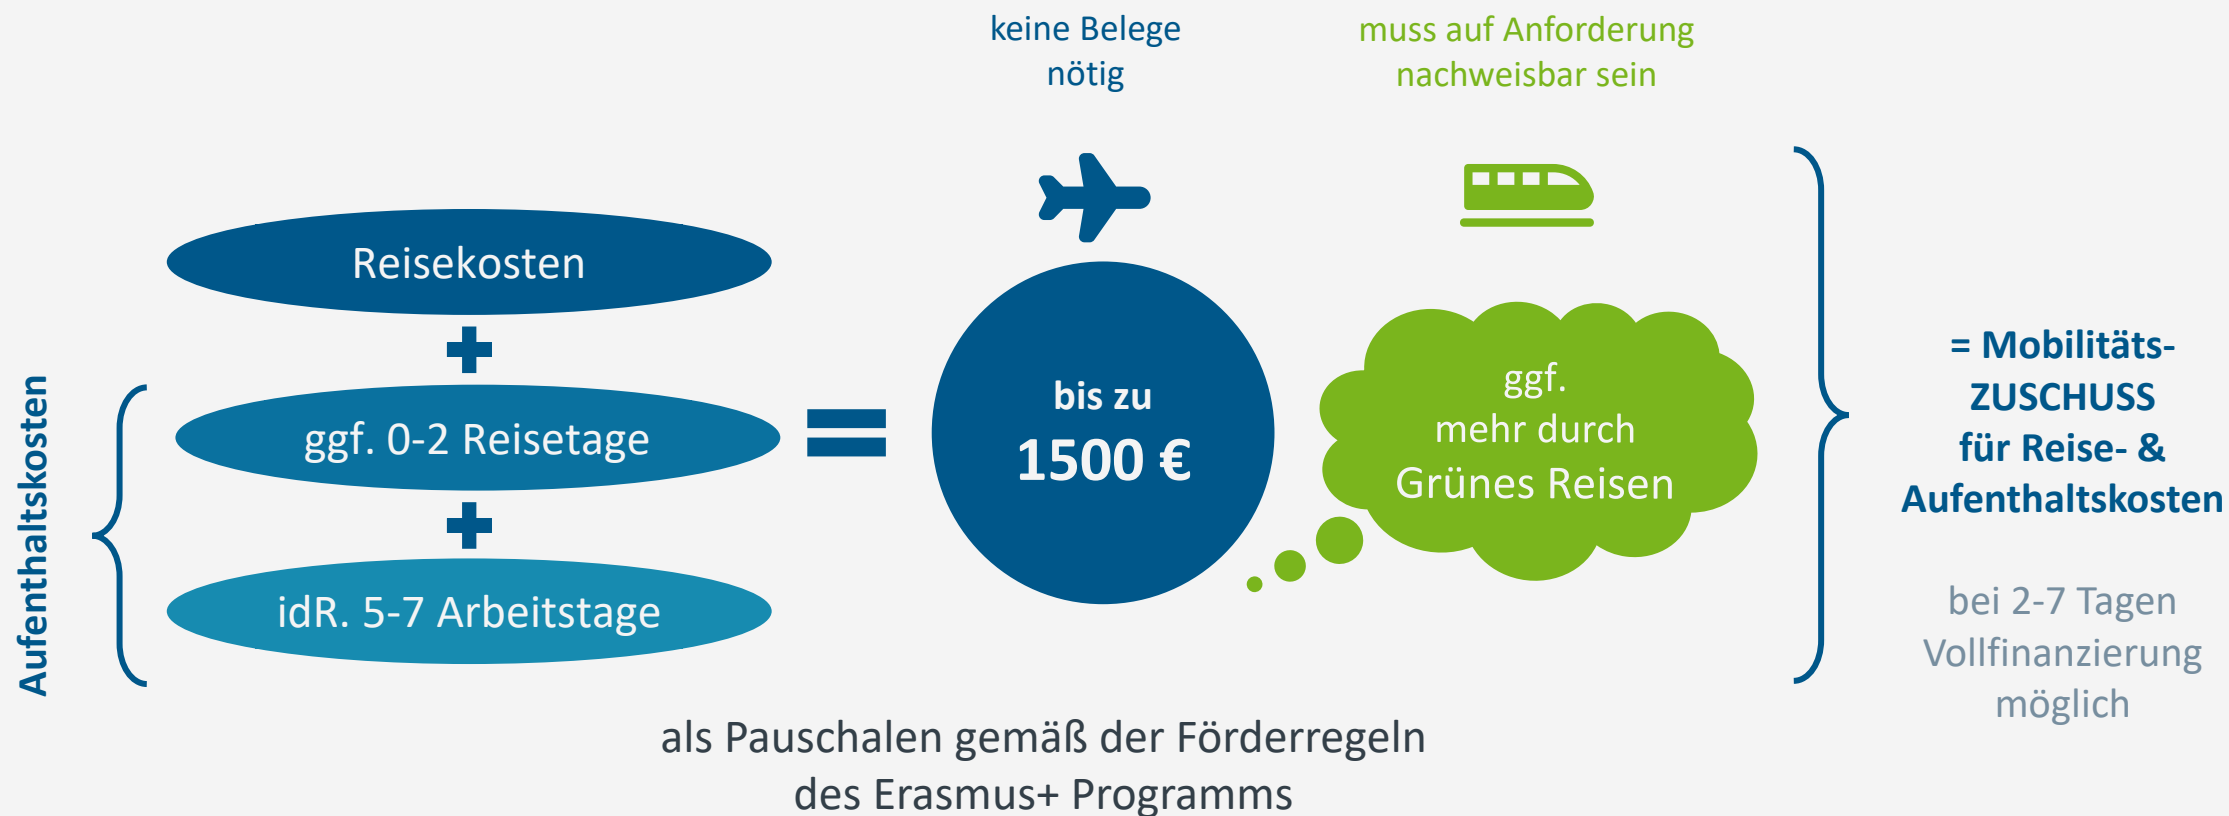 keine Belege
nötig
muss auf Anforderung
nachweisbar sein
Aufenthaltskosten
Reisekosten
ggf. 0-2 Reisetage
idR. 5-7 Arbeitstage
bis zu
1500 €
ggf.
mehr durch
Grünes Reisen
= Mobilitäts-
ZUSCHUSS
für Reise- &
Aufenthaltskosten
bei 2-7 Tagen
Vollfinanzierung
möglich
als Pauschalen gemäß der Förderregeln
des Erasmus+ Programms